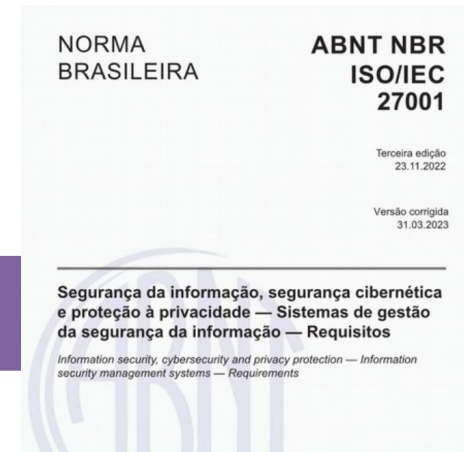 NORMA
BRASILEIRA
ABNT NBR
ISO/IEC
27001
Terceira edição
23.11.2022
Versão corrigida
31.03.2023
Segurança da informação, segurança cibernética
e proteção à privacidade — Sistemas de gestão
da segurança da informação — Requisitos
Information security, cybersecurity and privacy protection — Information
security management systems — Requirements
ABNT